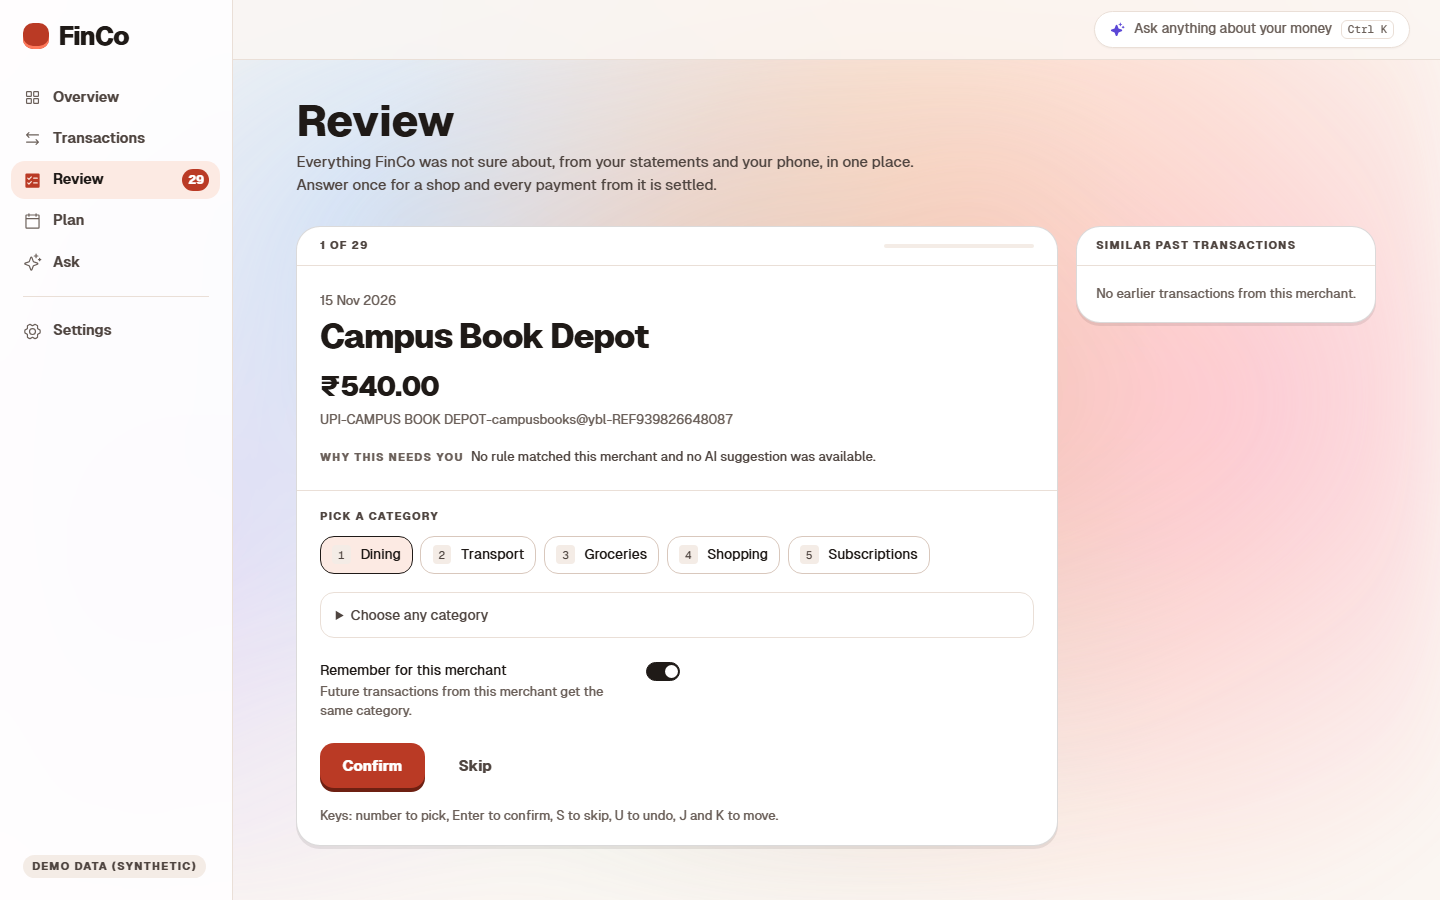 FinCo
Overview
Transactions
Review 29
Plan
Ask
Settings
DEMO DATA (SYNTHETIC)
Ask anything about your money Ctrl K
Review
Everything FinCo was not sure about, from your statements and your phone, in one place.
Answer once for a shop and every payment from it is settled.
1 OF 29
15 Nov 2026
Campus Book Depot
₹540.00
UPI-CAMPUS BOOK DEPOT-campusbooks@ybl-REF939826648087
WHY THIS NEEDS YOU No rule matched this merchant and no AI suggestion was available.
PICK A CATEGORY
1 Dining 2 Transport 3 Groceries 4 Shopping 5 Subscriptions
Choose any category
Remember for this merchant
Future transactions from this merchant get the
same category.
Confirm Skip
Keys: number to pick, Enter to confirm, S to skip, U to undo, J and K to move.
SIMILAR PAST TRANSACTIONS
No earlier transactions from this merchant.